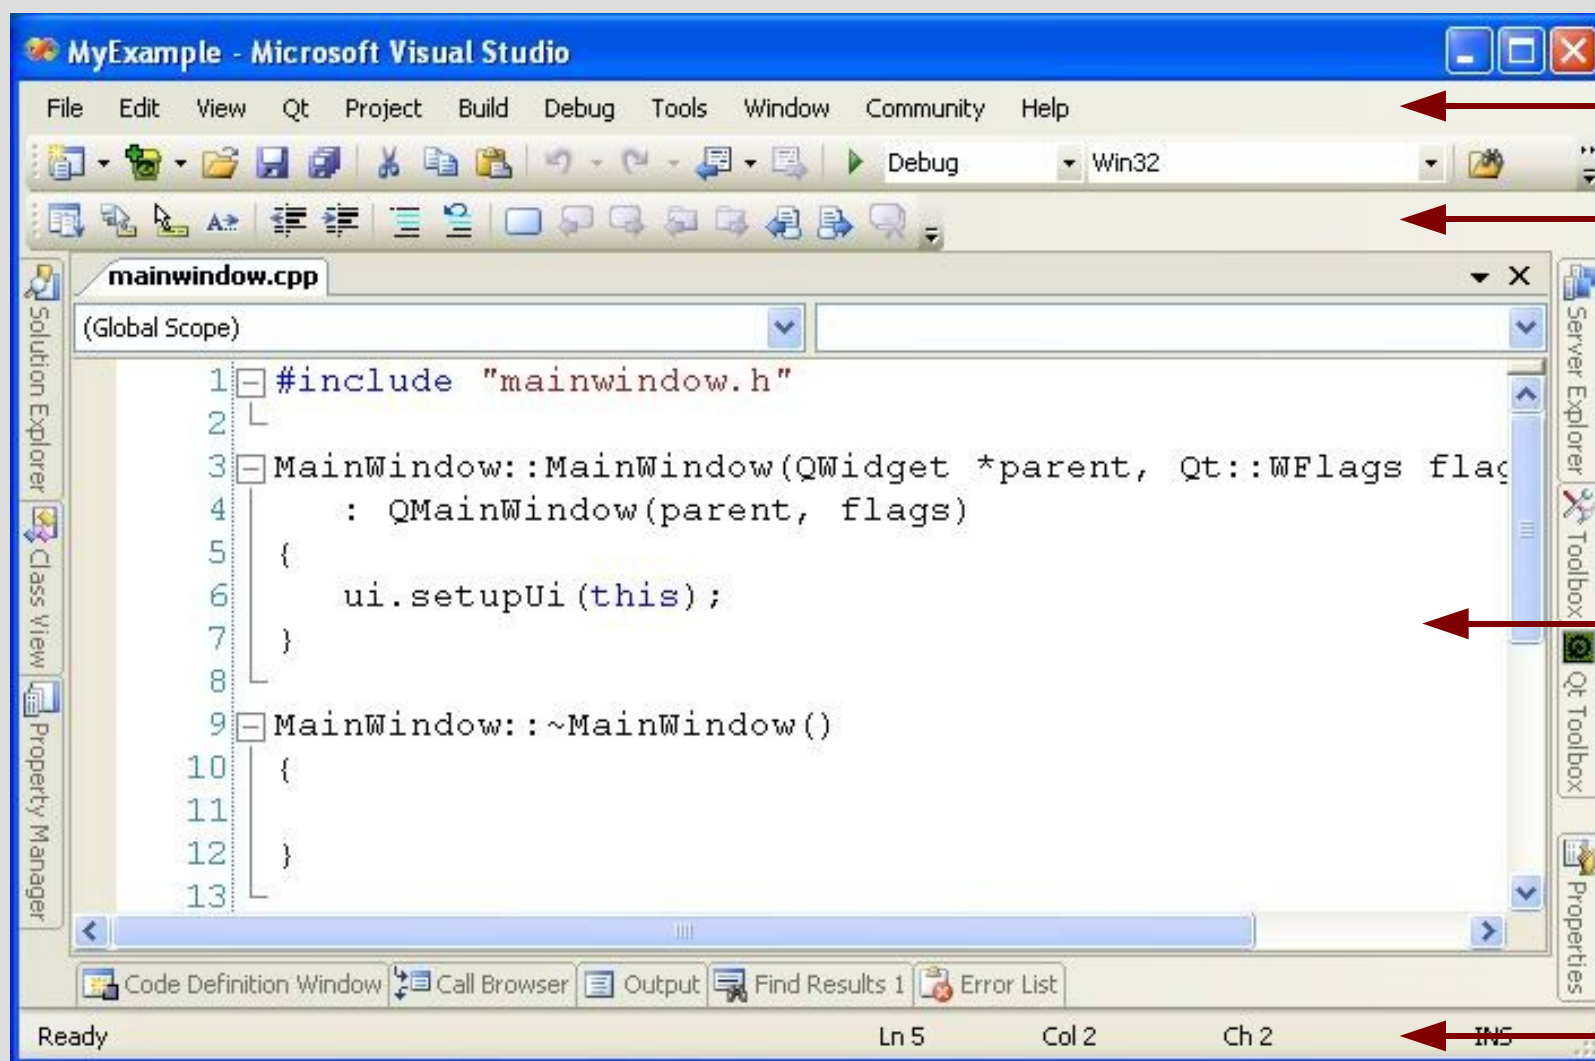 MyExample - Microsoft Visual Studio
File Edit View Qt Project Build Debug Tools Window Community Help
Debug Win32
mainwindow.cpp
(Global Scope)
1 #include "mainwindow.h"
2
3 MainWindow::MainWindow(QWidget *parent, Qt::WFlags flag
4 : QMainWindow(parent, flags)
5 {
6 ui.setupUi(this);
7 }
8
9 MainWindow::~MainWindow()
10 {
11
12 }
13
Solution Explorer
Class View
Property Manager
Server Explorer
Toolbox
Qt Toolbox
Properties
Code Definition Window Call Browser Output Find Results 1 Error List
Ready Ln 5 Col 2 Ch 2 INS